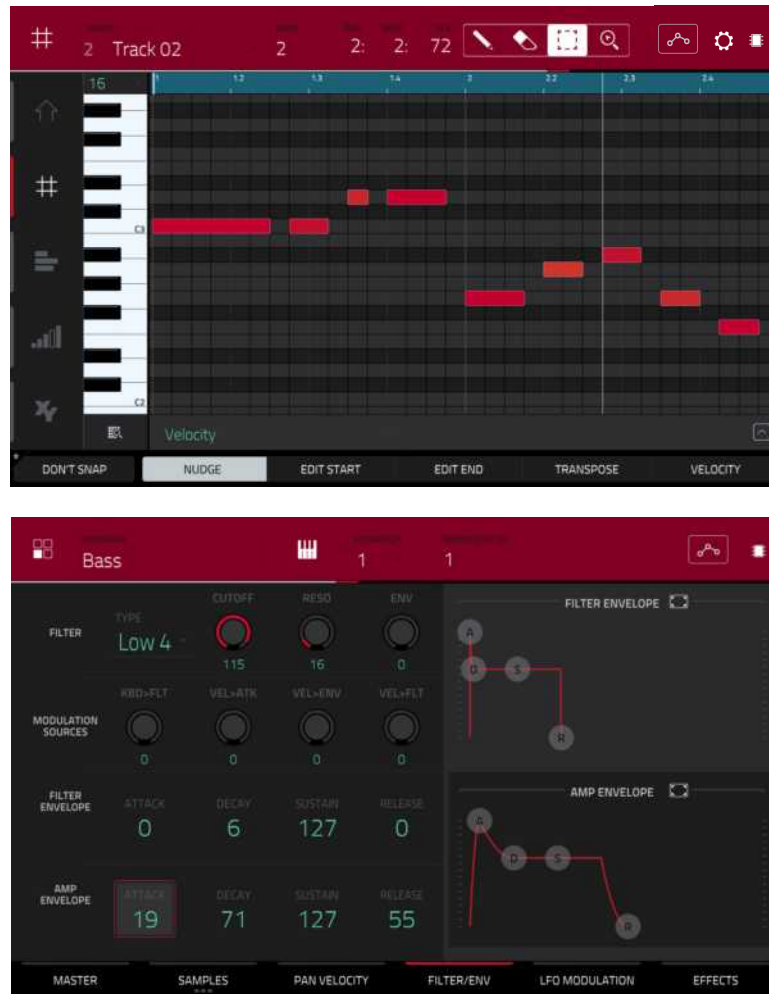 2 Track 02 2 2: 2: 72
16 1 1.2 1.3 1.4 2 2.2 2.3 2.4
C3
C2
Velocity
DON'T SNAP NUDGE EDIT START EDIT END TRANSPOSE VELOCITY
Bass 1 1
CUTOFF RESO ENV FILTER ENVELOPE
FILTER TYPE A
Low 4 D S
115 16 0
KBD>FLT VEL>ATK VEL>ENV VEL>FLT
MODULATION
SOURCES R
0 0 0 0
FILTER
ENVELOPE ATTACK DECAY SUSTAIN RELEASE AMP ENVELOPE
0 6 127 0 A
D S
AMP
ENVELOPE ATTACK DECAY SUSTAIN RELEASE
19 71 127 55 R
MASTER SAMPLES PAN VELOCITY FILTER/ENV LFO MODULATION EFFECTS